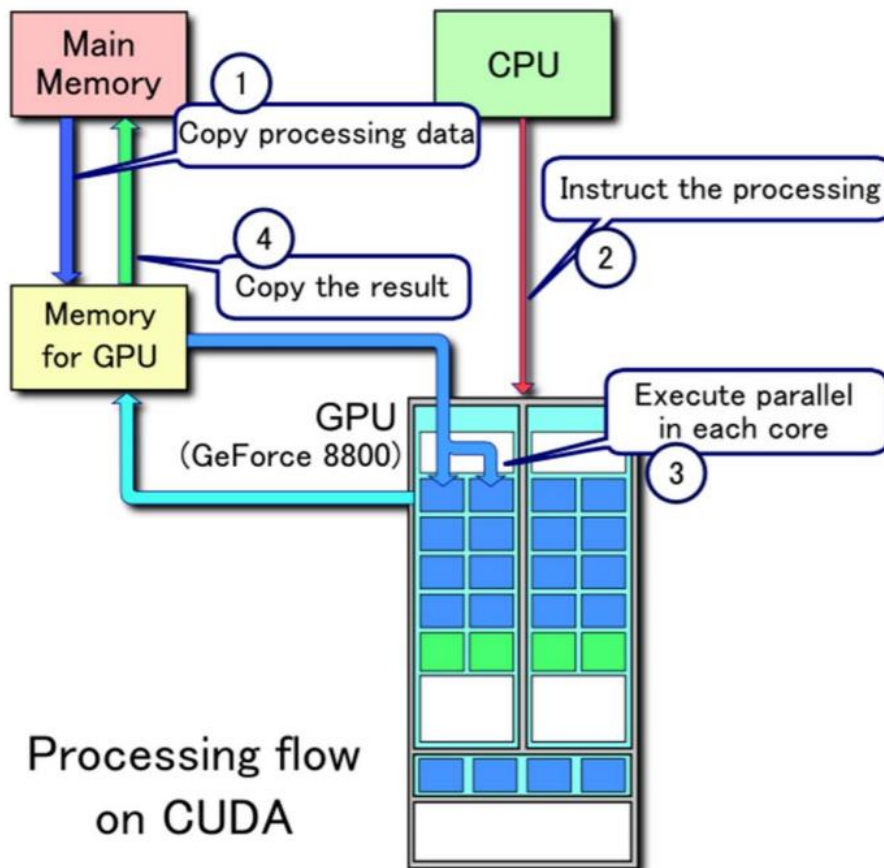 Main
Memory
CPU
1
Copy processing data
Instruct the processing
2
4
Copy the result
Memory
for GPU
GPU
(GeForce 8800)
Execute parallel
in each core
3
Processing flow
on CUDA